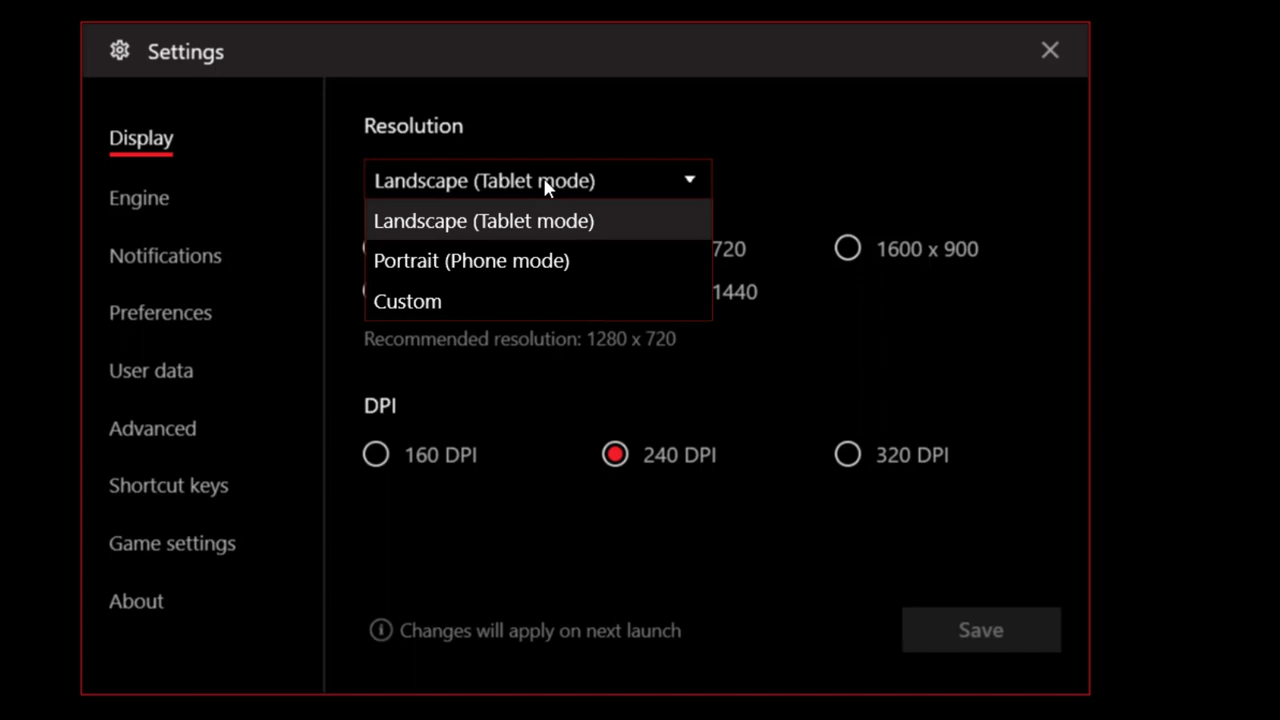 Settings
Display
Engine
Notifications
Preferences
User data
Advanced
Shortcut keys
Game settings
About
Resolution
Landscape (Tablet mode)
Landscape (Tablet mode)
Portrait (Phone mode)
Custom
720
1600 x 900
1440
Recommended resolution: 1280 x 720
DPI
160 DPI
240 DPI
320 DPI
Changes will apply on next launch
Save